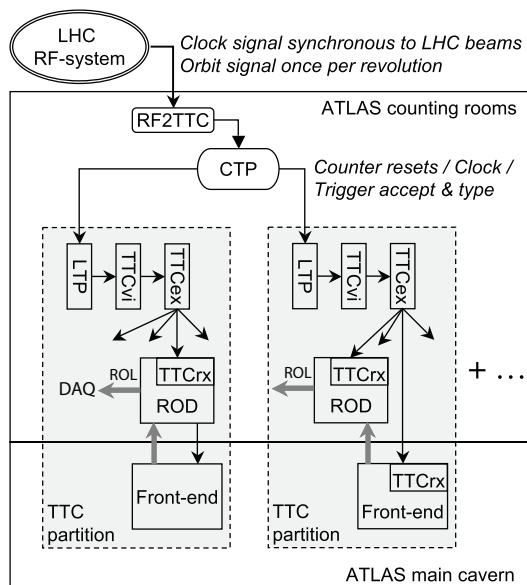 LHC
RF-system
Clock signal synchronous to LHC beams
Orbit signal once per revolution
ATLAS counting rooms
RF2TTC
CTP
Counter resets / Clock /
Trigger accept & type
LTP
TTCvi
TTCex
LTP
TTCvi
TTCex
DAQ
ROL
TTCrx
ROD
ROL
TTCrx
ROD
+ ...
Front-end
TTC
partition
TTCrx
Front-end
TTC
partition
ATLAS main cavern